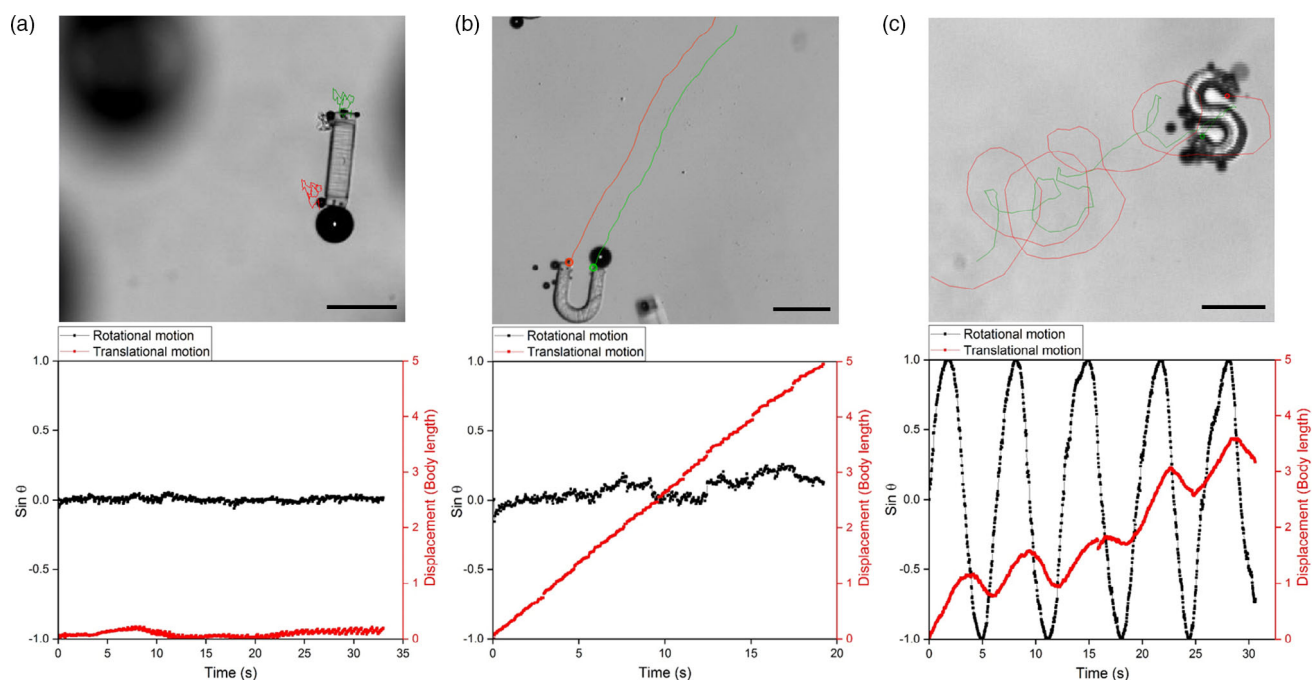 (a)
(b)
(c)
Rotational motion
Translational motion
1.0
0.5
0.0
-0.5
-1.0
Sin θ
5
4
3
2
1
0
Displacement (Body length)
0 5 10 15 20 25 30 35
Time (s)
Rotational motion
Translational motion
1.0
0.5
0.0
-0.5
-1.0
Sin θ
5
4
3
2
1
0
Displacement (Body length)
0 5 10 15 20
Time (s)
Rotational motion
Translational motion
1.0
0.5
0.0
-0.5
-1.0
Sin θ
5
4
3
2
1
0
Displacement (Body length)
0 5 10 15 20 25 30
Time (s)